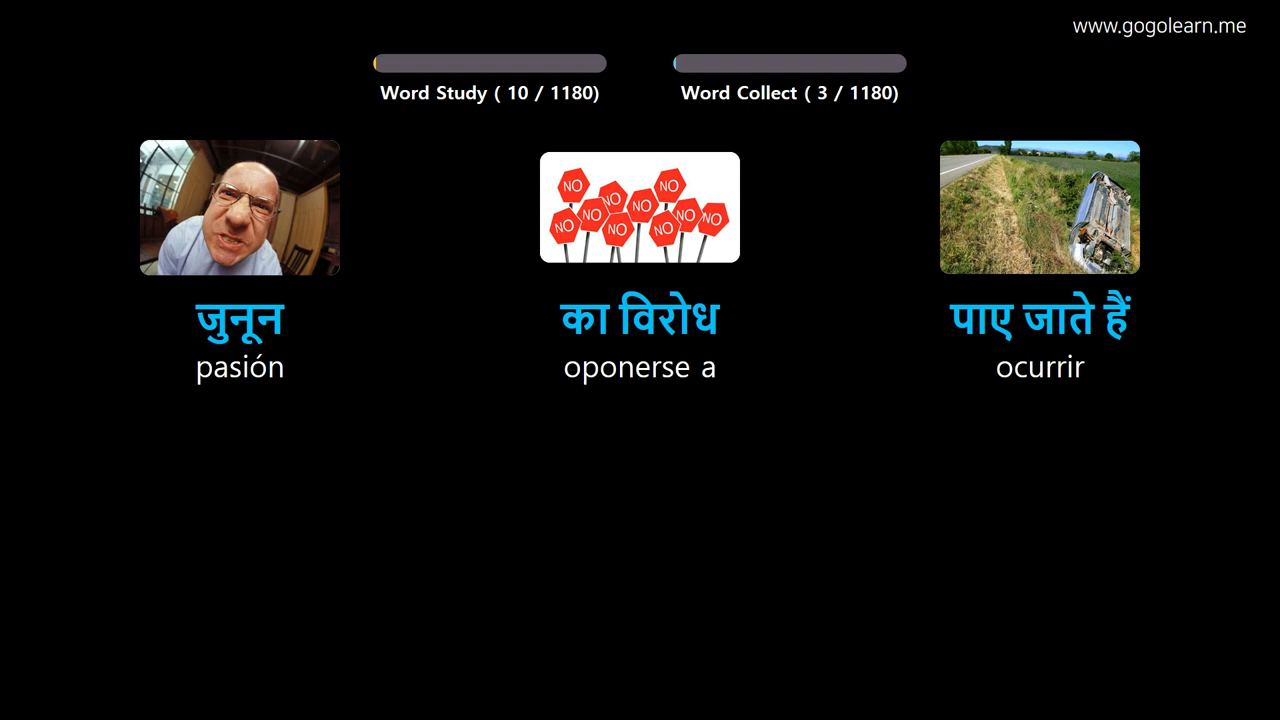 www.gogolearn.me
Word Study ( 10 / 1180)
Word Collect ( 3 / 1180)
NO
NO
NO
NO
NO
NO
NO
NO
NO
NO
जुनून
का विरोध
पाए जाते हैं
pasión
oponerse a
ocurrir